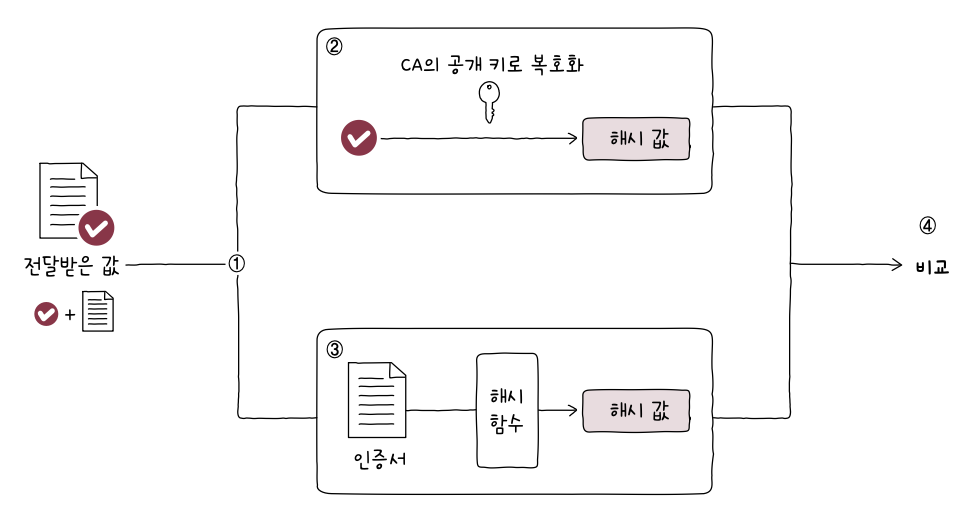 ②
CA의 공개 키로 복호화
해시 값
전달받은 값
+
①
④
비교
③
인증서
해시
함수
해시 값